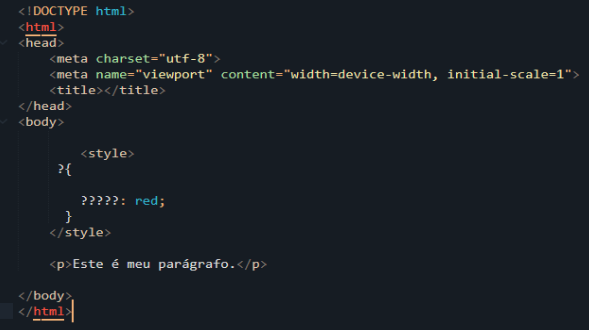 <!DOCTYPE html>
<html>
<head>
<meta charset="utf-8">
<meta name="viewport" content="width=device-width, initial-scale=1">
<title></title>
</head>
<body>
<style>
?{
?????: red;
}
</style>
<p>Este é meu parágrafo.</p>
</body>
</html>